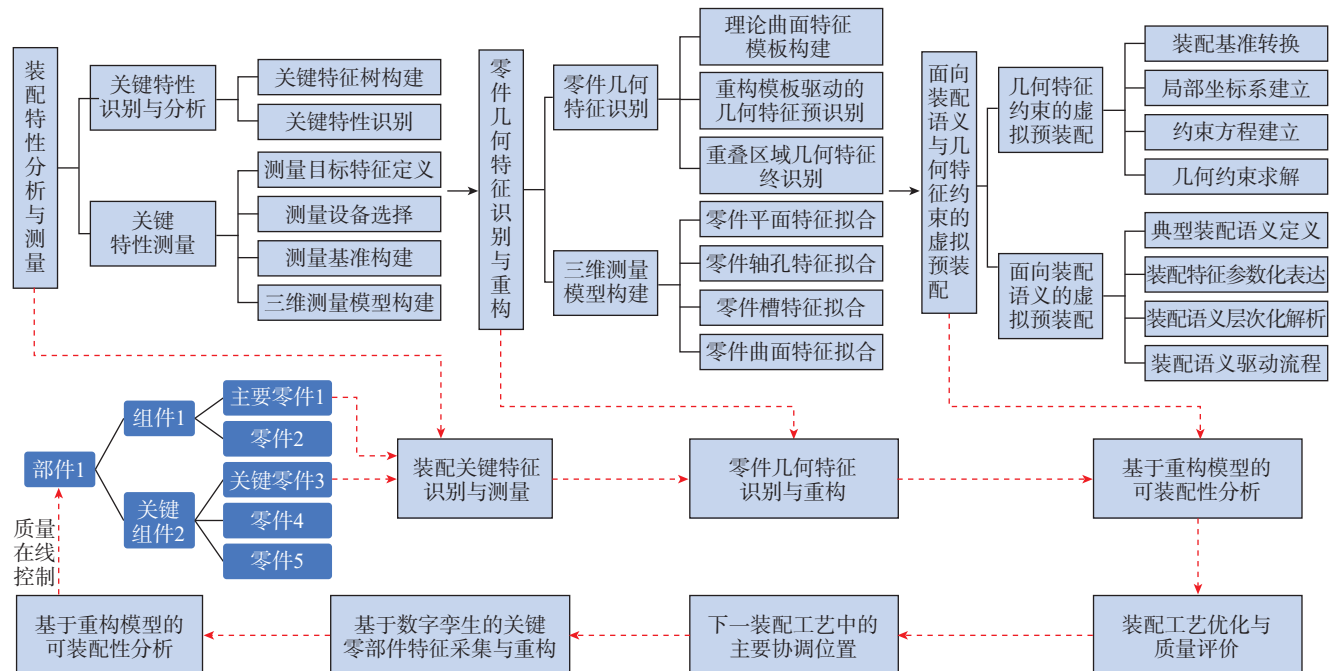 装
配
特
性
分
析
与
测
量
关键特性
识别与分析
关键特征树构建
关键特性识别
关键
特性测量
测量目标特征定义
测量设备选择
测量基准构建
三维测量模型构建
零
件
几
何
特
征
识
别
与
重
构
零件几何
特征识别
理论曲面特征
模板构建
重构模板驱动的
几何特征预识别
重叠区域几何特征
终识别
三维测量
模型构建
零件平面特征拟合
零件轴孔特征拟合
零件槽特征拟合
零件曲面特征拟合
面向
装配
语义
与几
何特
征约
束的
虚拟
预装
配
几何特征
约束的虚
拟预装配
装配基准转换
局部坐标系建立
约束方程建立
几何约束求解
面向装配
语义的虚
拟预装配
典型装配语义定义
装配特征参数化表达
装配语义层次化解析
装配语义驱动流程
部件1
组件1
主要零件1
零件2
关键
组件2
关键零件3
零件4
零件5
装配关键特征
识别与测量
零件几何特征
识别与重构
基于重构模型的
可装配性分析
质量
在线
控制
基于重构模型的
可装配性分析
基于数字孪生的关键
零部件特征采集与重构
下一装配工艺中的
主要协调位置
装配工艺优化与
质量评价